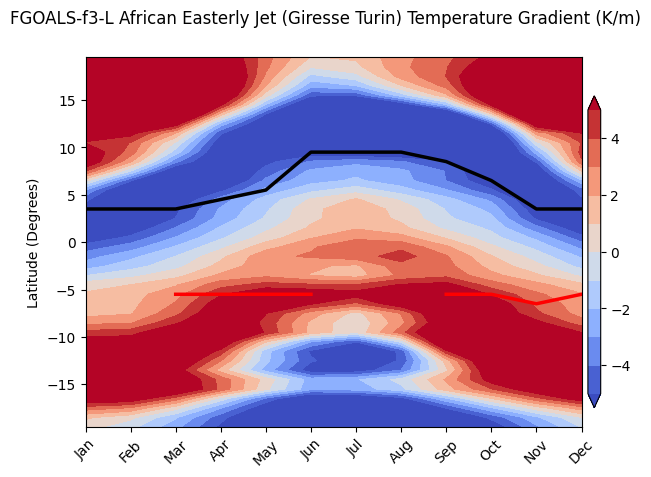 FGOALS-f3-L African Easterly Jet (Giresse Turin) Temperature Gradient (K/m)
Latitude (Degrees)
15
10
5
0
−5
−10
−15
Jan
Feb
Mar
Apr
May
Jun
Jul
Aug
Sep
Oct
Nov
Dec
4
2
0
−2
−4